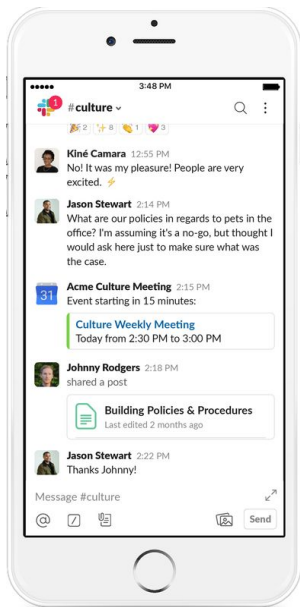 3:48 PM
1
#culture
2 8 1 3
Kiné Camara 12:55 PM
No! It was my pleasure! People are very
excited. ⚡
Jason Stewart 2:14 PM
What are our policies in regards to pets in the
office? I'm assuming it's a no-go, but thought I
would ask here just to make sure what was
the case.
31
Acme Culture Meeting 2:15 PM
Event starting in 15 minutes:
Culture Weekly Meeting
Today from 2:30 PM to 3:00 PM
Johnny Rodgers 2:18 PM
shared a post
Building Policies & Procedures
Last edited 2 months ago
Jason Stewart 2:22 PM
Thanks Johnny!
Message #culture
@ / Send